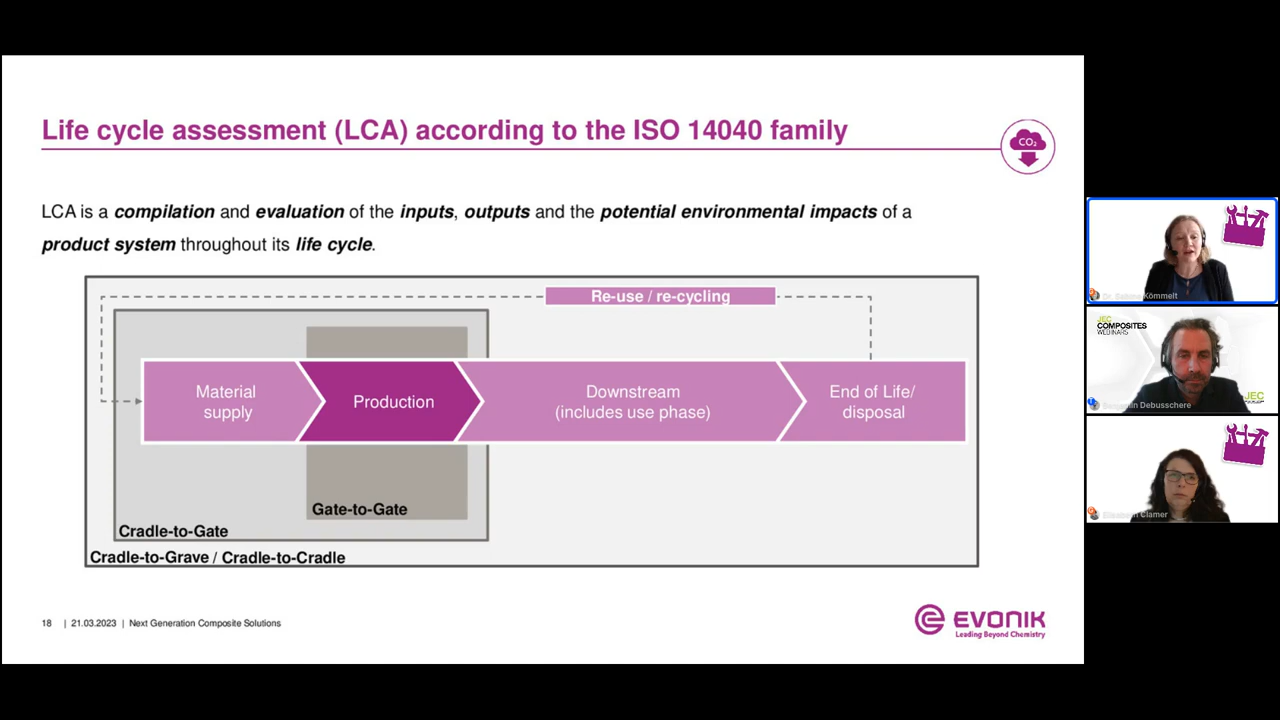 Life cycle assessment (LCA) according to the ISO 14040 family
CO₂
LCA is a compilation and evaluation of the inputs, outputs and the potential environmental impacts of a
product system throughout its life cycle.
Re-use / re-cycling
Material
supply
Production
Downstream
(includes use phase)
End of Life/
disposal
Gate-to-Gate
Cradle-to-Gate
Cradle-to-Grave / Cradle-to-Cradle
18 | 21.03.2023 | Next Generation Composite Solutions
EVONIK
Leading Beyond Chemistry
Kömmelt
JEC
COMPOSITES
WEBINARS
JEC
Debusschere
Clamer